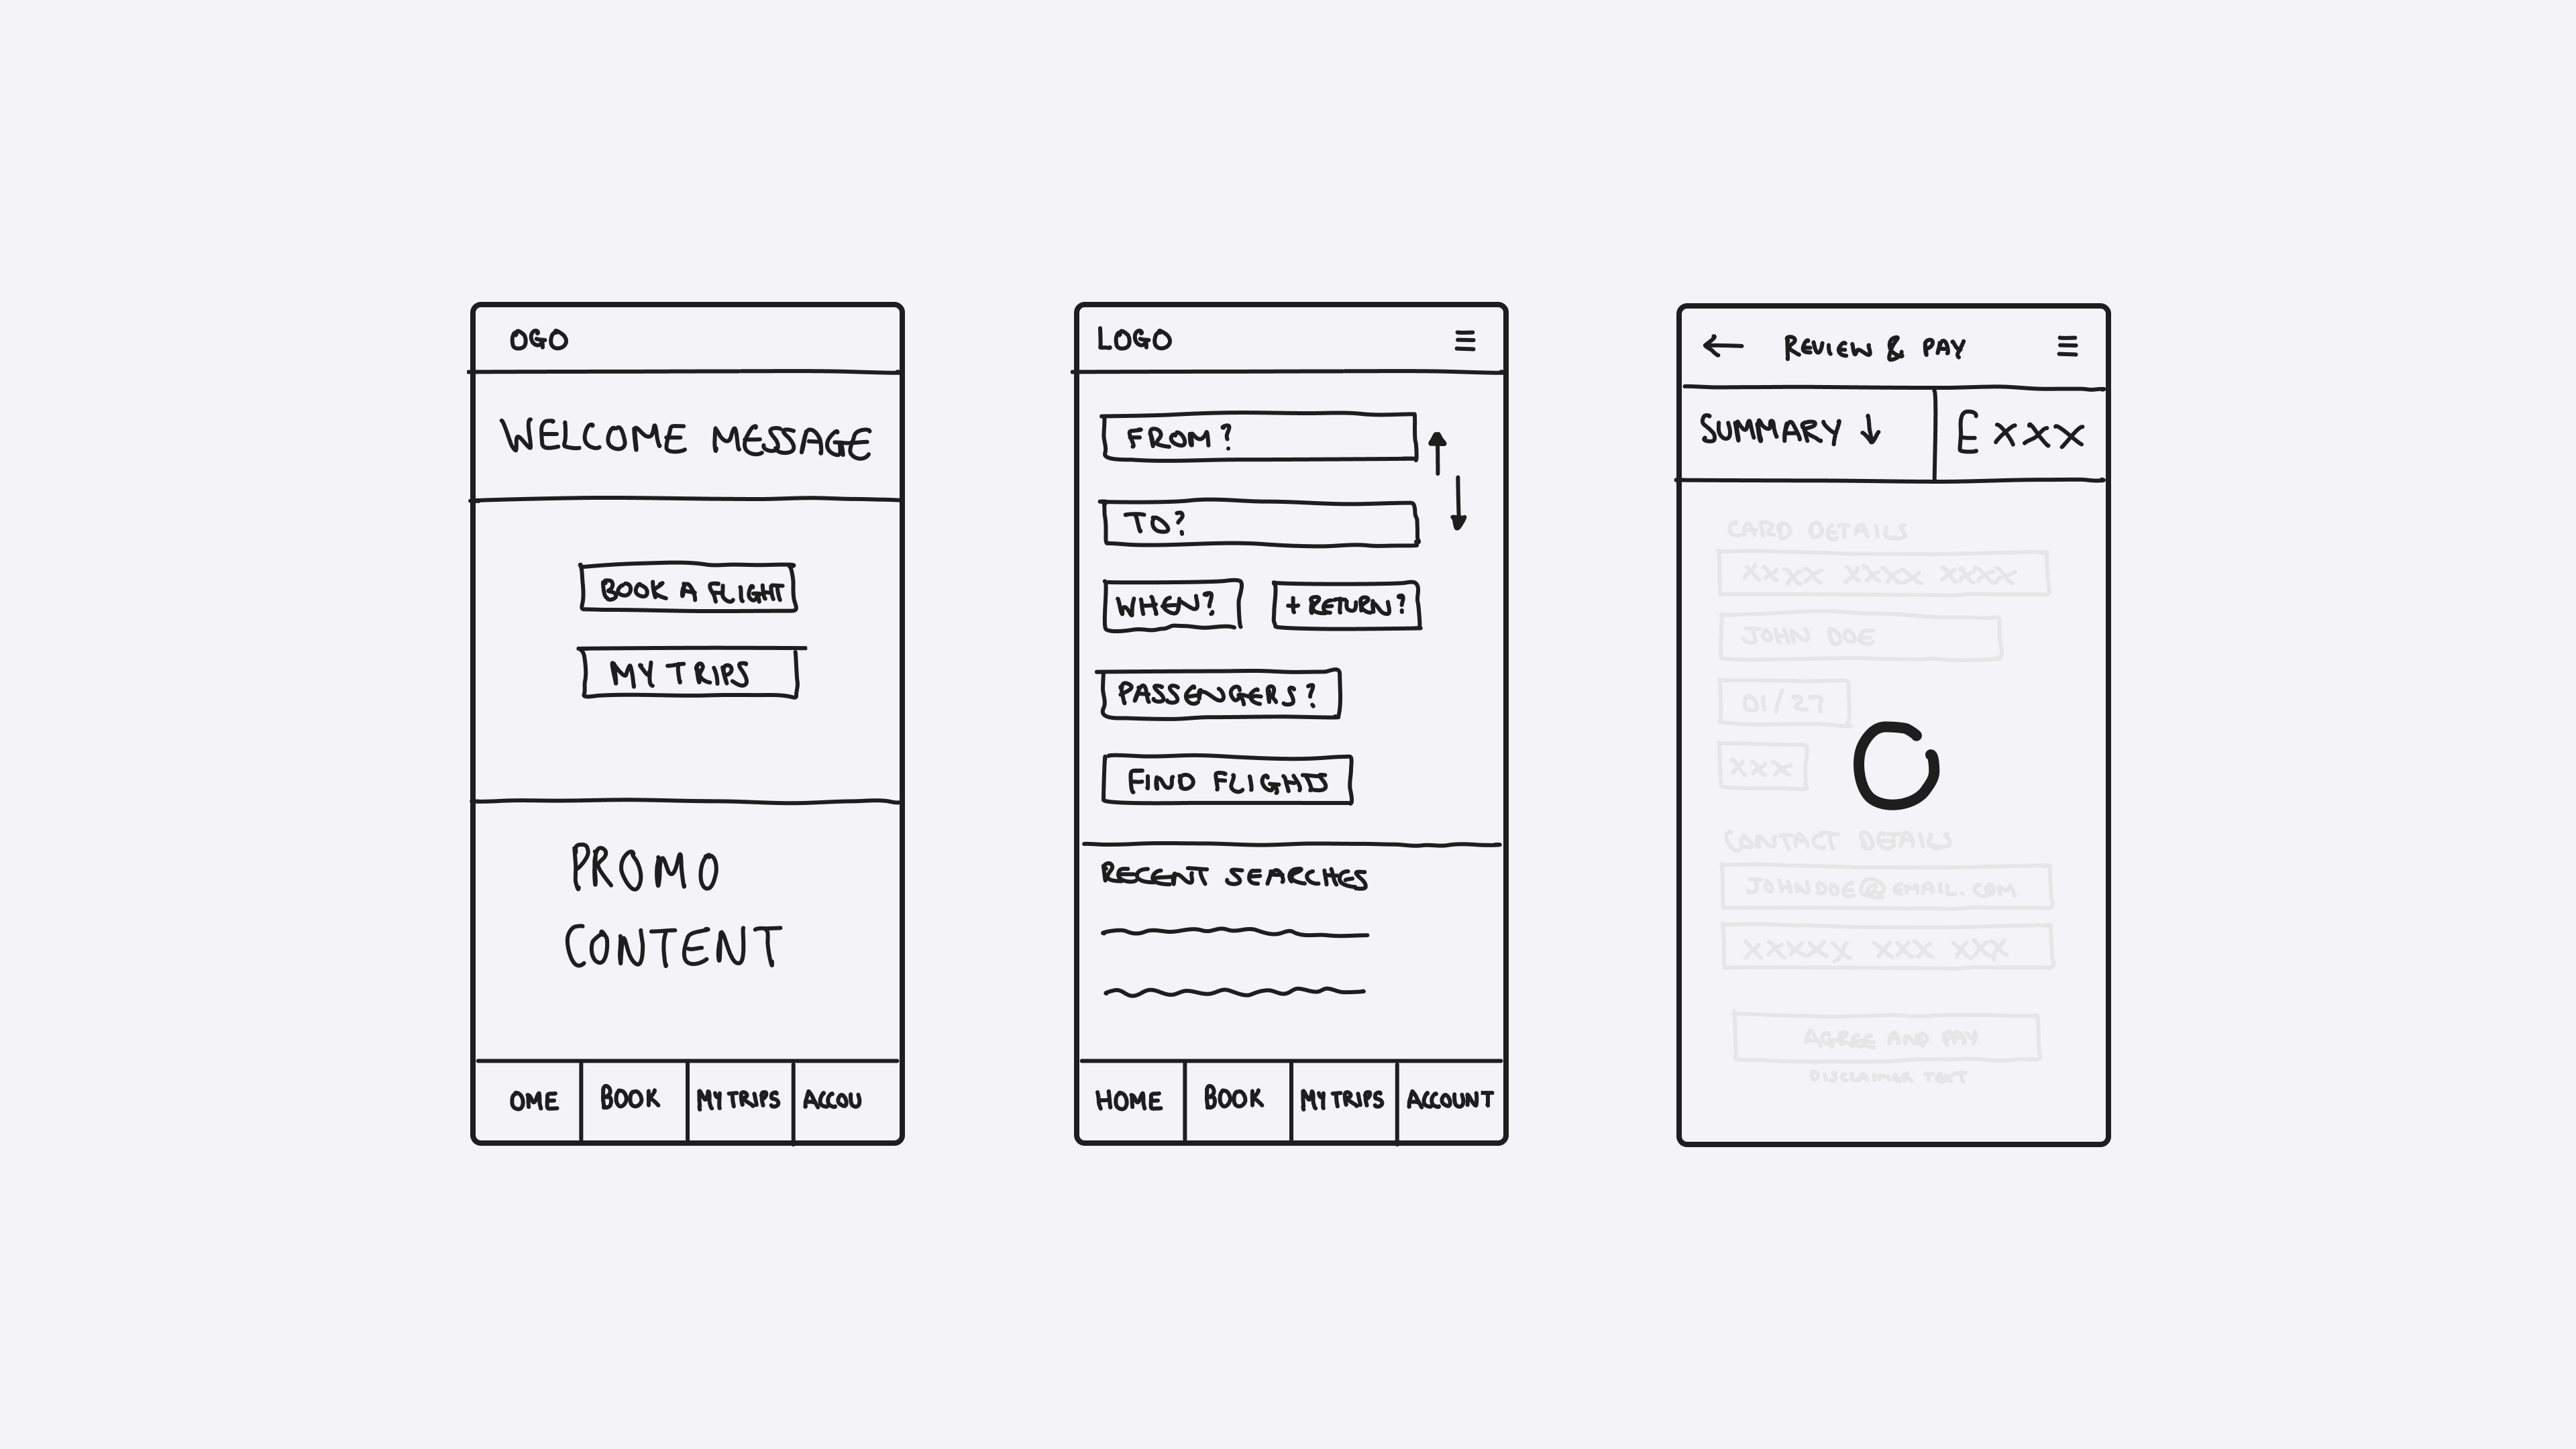 OGO
WELCOME MESSAGE
BOOK A FLIGHT
MY TRIPS
PROMO
CONTENT
OME BOOK MY TRIPS ACCOU
LOGO
FROM?
TO?
WHEN? + RETURN?
PASSENGERS?
FIND FLIGHTS
RECENT SEARCHES
HOME BOOK MY TRIPS ACCOUNT
← REVIEW & PAY
SUMMARY ↓ £ XXX
CARD DETAILS
XXXX XXXX XXXX
JOHN DOE
01/27
XXX
CONTACT DETAILS
JOHNDOE@EMAIL.COM
XXXXX XXX XXX
AGREE AND PAY
DISCLAIMER TEXT